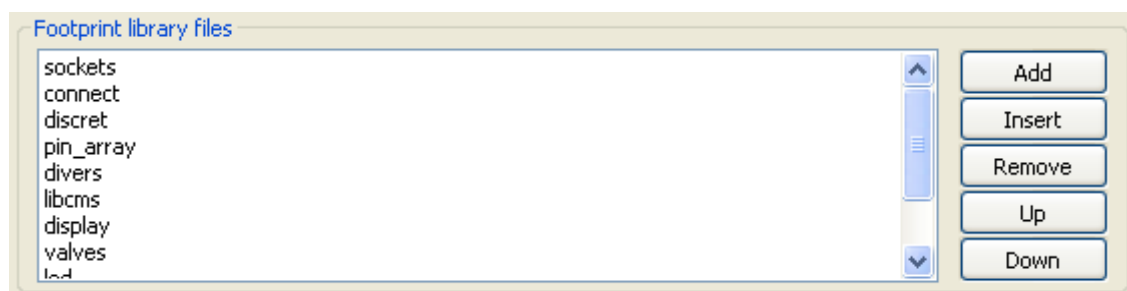 Footprint library files
sockets
connect
discret
pin_array
divers
libcms
display
valves
Add
Insert
Remove
Up
Down